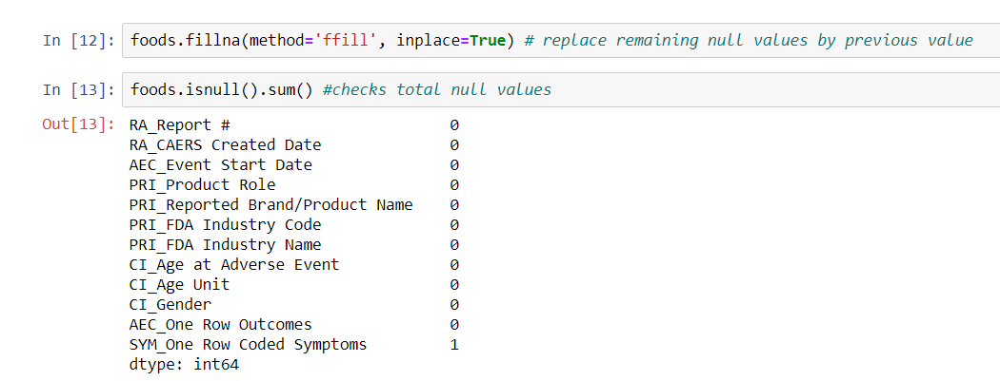 In [12]: foods.fillna(method='ffill', inplace=True) # replace remaining null values by previous value
In [13]: foods.isnull().sum() #checks total null values
Out[13]: RA_Report # 0
RA_CAERS Created Date 0
AEC_Event Start Date 0
PRI_Product Role 0
PRI_Reported Brand/Product Name 0
PRI_FDA Industry Code 0
PRI_FDA Industry Name 0
CI_Age at Adverse Event 0
CI_Age Unit 0
CI_Gender 0
AEC_One Row Outcomes 0
SYM_One Row Coded Symptoms 1
dtype: int64